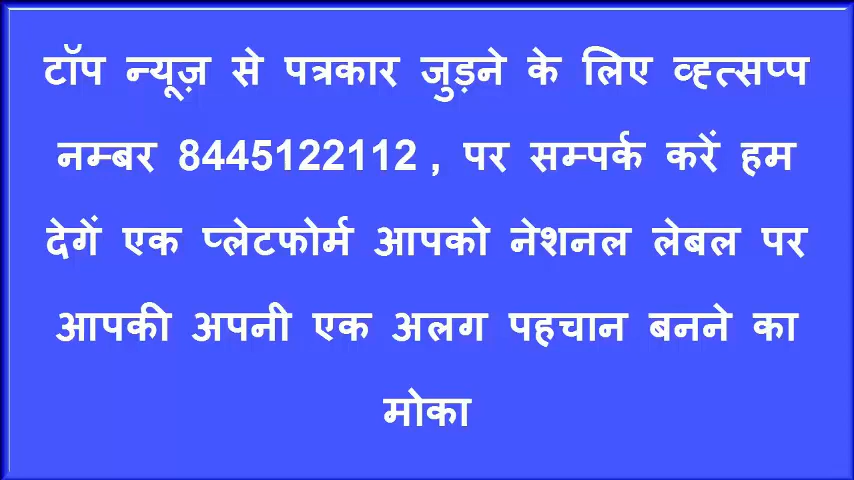 टॉप न्यूज़ से पत्रकार जुड़ने के लिए व्ह्त्सप्प
नम्बर 8445122112 , पर सम्पर्क करें हम
देगें एक प्लेटफोर्म आपको नेशनल लेबल पर
आपकी अपनी एक अलग पहचान बनने का
मोका